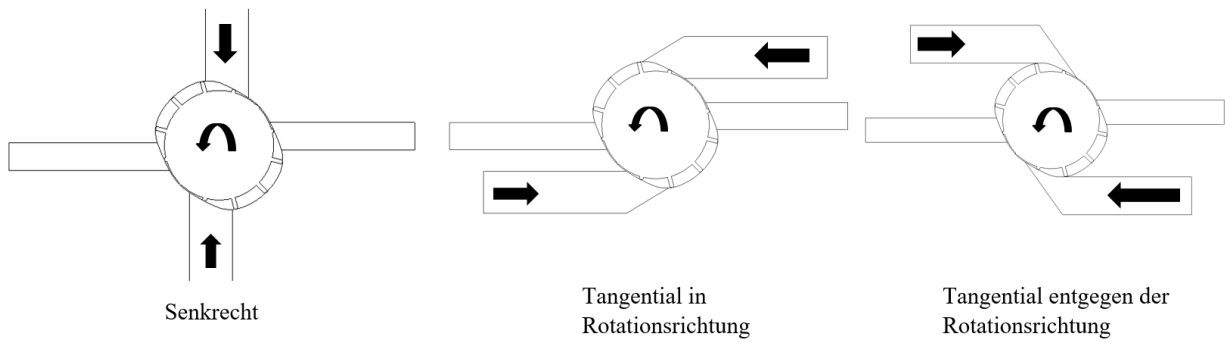 Senkrecht
Tangential in
Rotationsrichtung
Tangential entgegen der
Rotationsrichtung